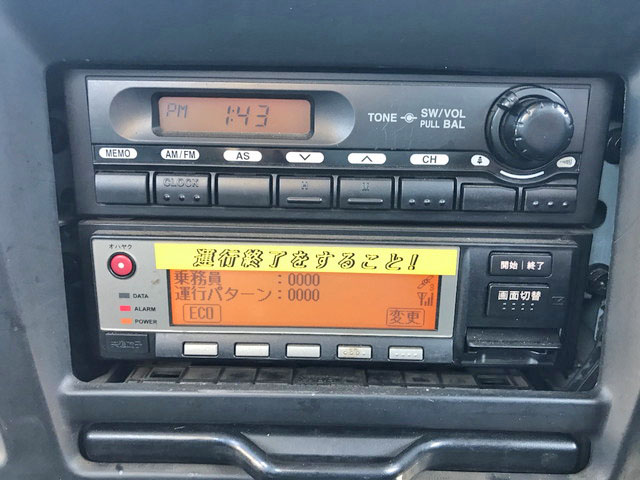 PM 1:43
TONE SW/VOL
PULL BAL
MEMO AM/FM AS CH
CLOCK H M
オハヤク
運行終了をすること!
乗務員 :0000
運行パターン:0000
ECO 変更
DATA
ALARM
POWER
開始 終了
画面切替